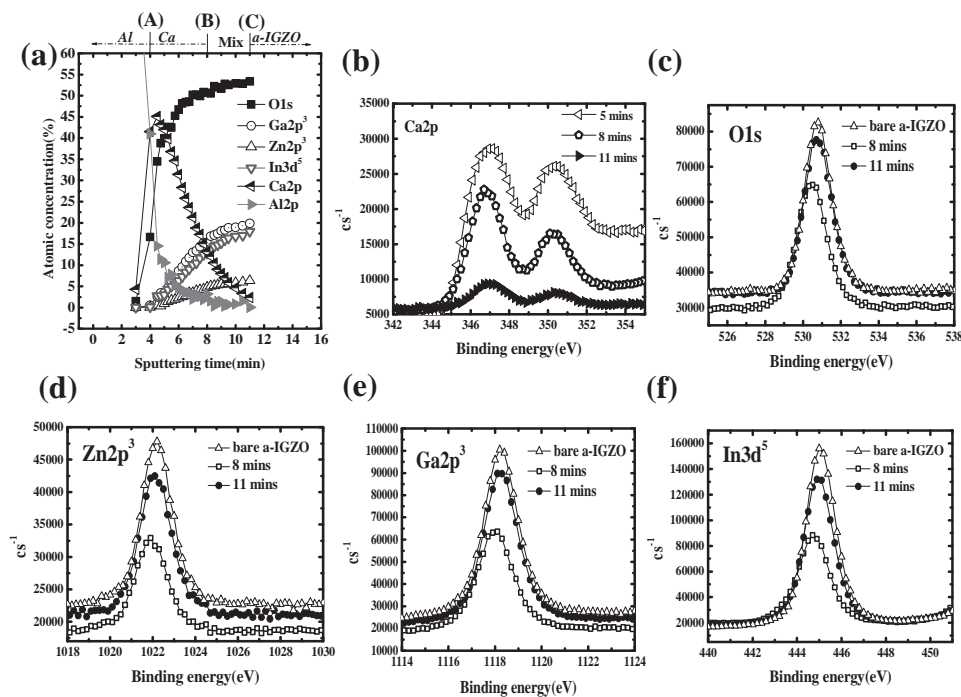 (A) (B) (C)
Al Ca Mix a-IGZO
(a)
60
55
50
45
40
35
30
25
20
15
10
5
0
-5
Atomic concentration(%)
O1s
Ga2p³
Zn2p³
In3d⁵
Ca2p
Al2p
0 2 4 6 8 10 12 14 16
Sputtering time(min)
(b)
Ca2p
5 mins
8 mins
11 mins
35000
30000
25000
20000
15000
10000
5000
cs⁻¹
342 344 346 348 350 352 354
Binding energy(eV)
(c)
O1s
bare a-IGZO
8 mins
11 mins
80000
70000
60000
50000
40000
30000
cs⁻¹
526 528 530 532 534 536 538
Binding energy(eV)
(d)
Zn2p³
bare a-IGZO
8 mins
11 mins
50000
45000
40000
35000
30000
25000
20000
cs⁻¹
1018 1020 1022 1024 1026 1028 1030
Binding energy(eV)
(e)
Ga2p³
bare a-IGZO
8 mins
11 mins
110000
100000
90000
80000
70000
60000
50000
40000
30000
20000
10000
cs⁻¹
1114 1116 1118 1120 1122 1124
Binding energy(eV)
(f)
In3d⁵
bare a-IGZO
8 mins
11 mins
160000
140000
120000
100000
80000
60000
40000
20000
0
cs⁻¹
440 442 444 446 448 450
Binding energy(eV)